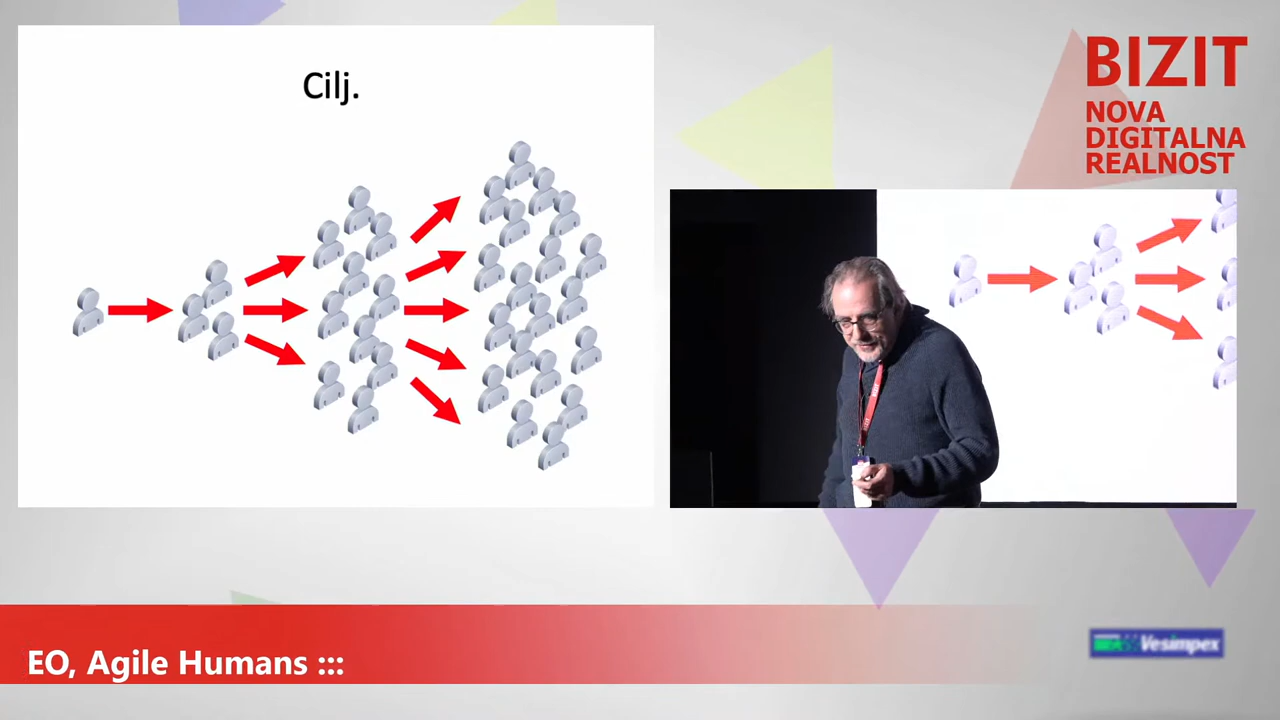 Cilj.
BIZIT
NOVA
DIGITALNA
REALNOST
EO, Agile Humans :::
Vesimpex